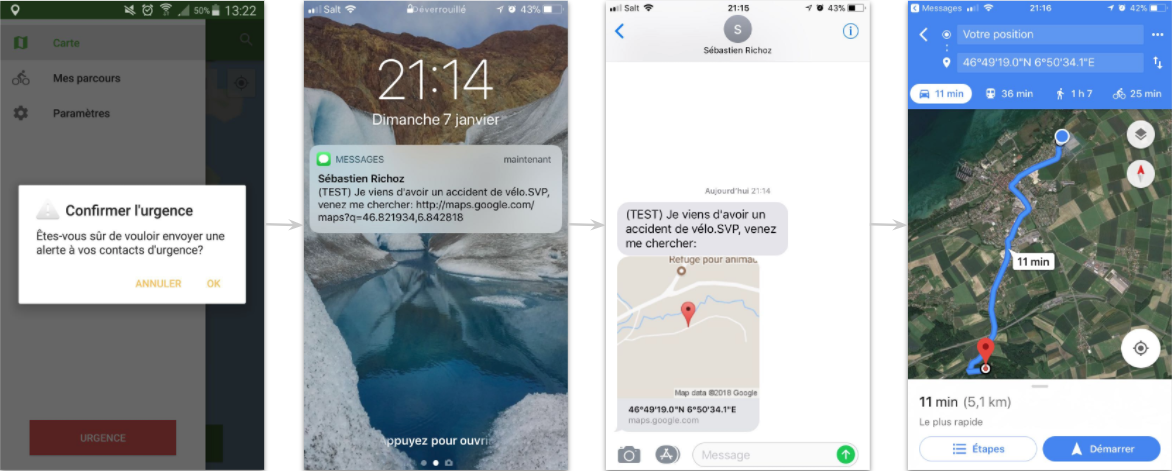 50% 13:22
Carte
Mes parcours
Paramètres
Confirmer l'urgence
Êtes-vous sûr de vouloir envoyer une
alerte à vos contacts d'urgence?
ANNULER OK
URGENCE
Salt Déverrouillé 43%
21:14
Dimanche 7 janvier
MESSAGES maintenant
Sébastien Richoz
(TEST) Je viens d'avoir un accident de vélo.SVP,
venez me chercher: http://maps.google.com/
maps?q=46.821934,6.842818
ppuyez pour ouvri
Salt 21:15 43%
S
Sébastien Richoz
Aujourd'hui 21:14
(TEST) Je viens d'avoir un
accident de vélo.SVP, venez
me chercher:
Refuge pour animau
Map data ©2018 Google
46°49'19.0"N 6°50'34.1"E
maps.google.com
Message
Messages 21:16 42%
Votre position
46°49'19.0"N 6°50'34.1"E
11 min 36 min 1 h 7 25 min
11 min
11 min (5,1 km)
Le plus rapide
Étapes Démarrer